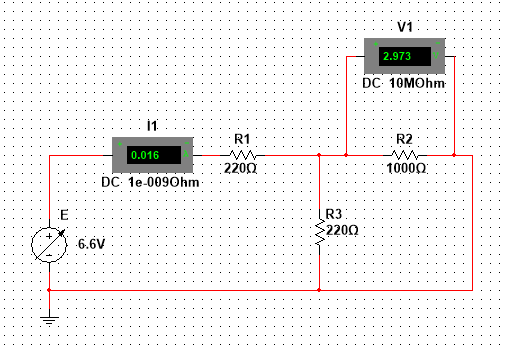 V1
2.973
DC 10MOhm
I1
0.016
DC 1e-009Ohm
R1
220Ω
R2
1000Ω
R3
220Ω
E
6.6V